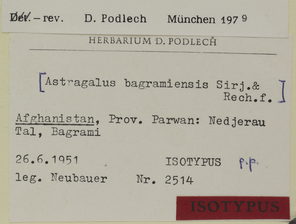 Det. – rev. D. Podlech München 1979
HERBARIUM D. PODLECH
[Astragalus bagramiensis Sirj.&
Rech.f. ]
Afghanistan, Prov. Parwan: Nedjerau
Tal, Bagrami
26.6.1951 ISOTYPUS p.p.
leg. Neubauer Nr. 2514
ISOTYPUS